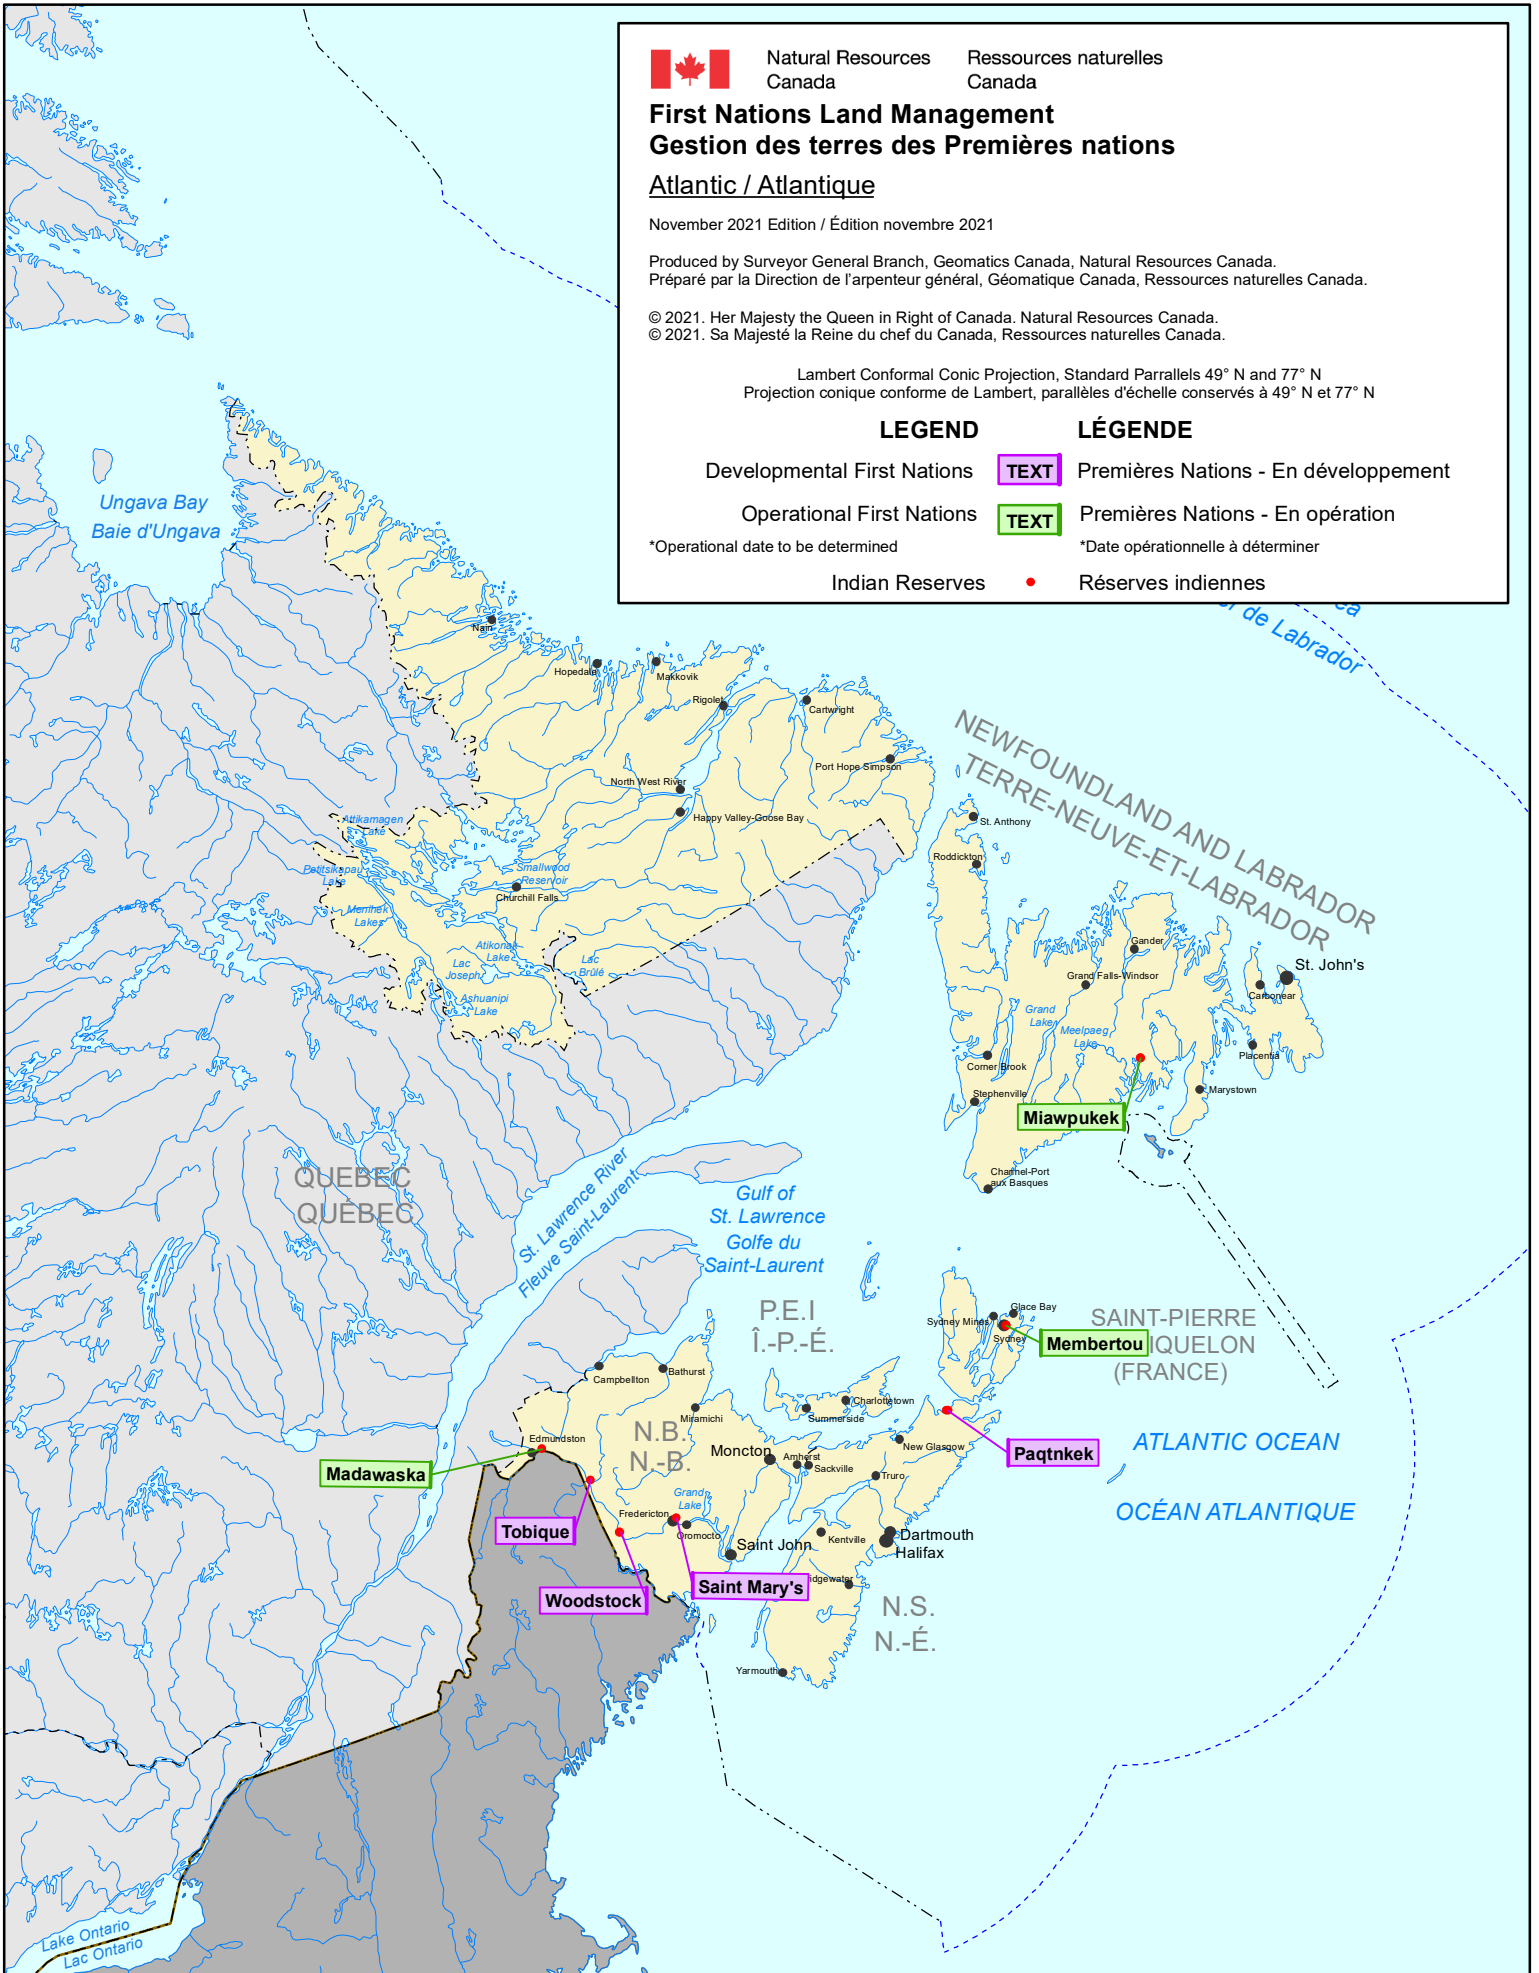 Natural Resources
Canada
Ressources naturelles
Canada
First Nations Land Management
Gestion des terres des Premières nations
Atlantic / Atlantique
November 2021 Edition / Édition novembre 2021
Produced by Surveyor General Branch, Geomatics Canada, Natural Resources Canada.
Préparé par la Direction de l'arpenteur général, Géomatique Canada, Ressources naturelles Canada.
© 2021. Her Majesty the Queen in Right of Canada. Natural Resources Canada.
© 2021. Sa Majesté la Reine du chef du Canada, Ressources naturelles Canada.
Lambert Conformal Conic Projection, Standard Parrallels 49° N and 77° N
Projection conique conforme de Lambert, parallèles d'échelle conservés à 49° N et 77° N
LEGEND
LÉGENDE
Developmental First Nations
TEXT
Premières Nations - En développement
Operational First Nations
TEXT
Premières Nations - En opération
*Operational date to be determined
*Date opérationnelle à déterminer
Indian Reserves
Réserves indiennes
de Labrador
Ungava Bay
Baie d'Ungava
Nain
Hopedale
Makkovik
Rigolet
Cartwright
Port Hope Simpson
North West River
Happy Valley-Goose Bay
Attikamagen
Lake
Petitsikapau
Lake
Smallwood
Reservoir
Churchill Falls
Menihek
Lakes
Atikonak
Lake
Lac
Joseph
Lac
Brûlé
Ashuanipi
Lake
NEWFOUNDLAND AND LABRADOR
TERRE-NEUVE-ET-LABRADOR
St. Anthony
Roddickton
Gander
Grand Falls-Windsor
St. John's
Carbonear
Grand
Lake
Meelpaeg
Lake
Placentia
Corner Brook
Stephenville
Marystown
Miawpukek
Channel-Port
aux Basques
QUEBEC
QUÉBEC
St. Lawrence River
Fleuve Saint-Laurent
Gulf of
St. Lawrence
Golfe du
Saint-Laurent
P.E.I
Î.-P.-É.
Glace Bay
Sydney Mines
Sydney
Membertou
SAINT-PIERRE
IQUELON
(FRANCE)
Campbellton
Bathurst
Miramichi
Charlottetown
Summerside
N.B.
N.-B.
Edmundston
Madawaska
Moncton
Amherst
Sackville
New Glasgow
Truro
Paqtnkek
ATLANTIC OCEAN
OCÉAN ATLANTIQUE
Grand
Lake
Fredericton
Oromocto
Tobique
Saint John
Kentville
Dartmouth
Halifax
Woodstock
Saint Mary's
idgewater
N.S.
N.-É.
Yarmouth
Lake Ontario
Lac Ontario